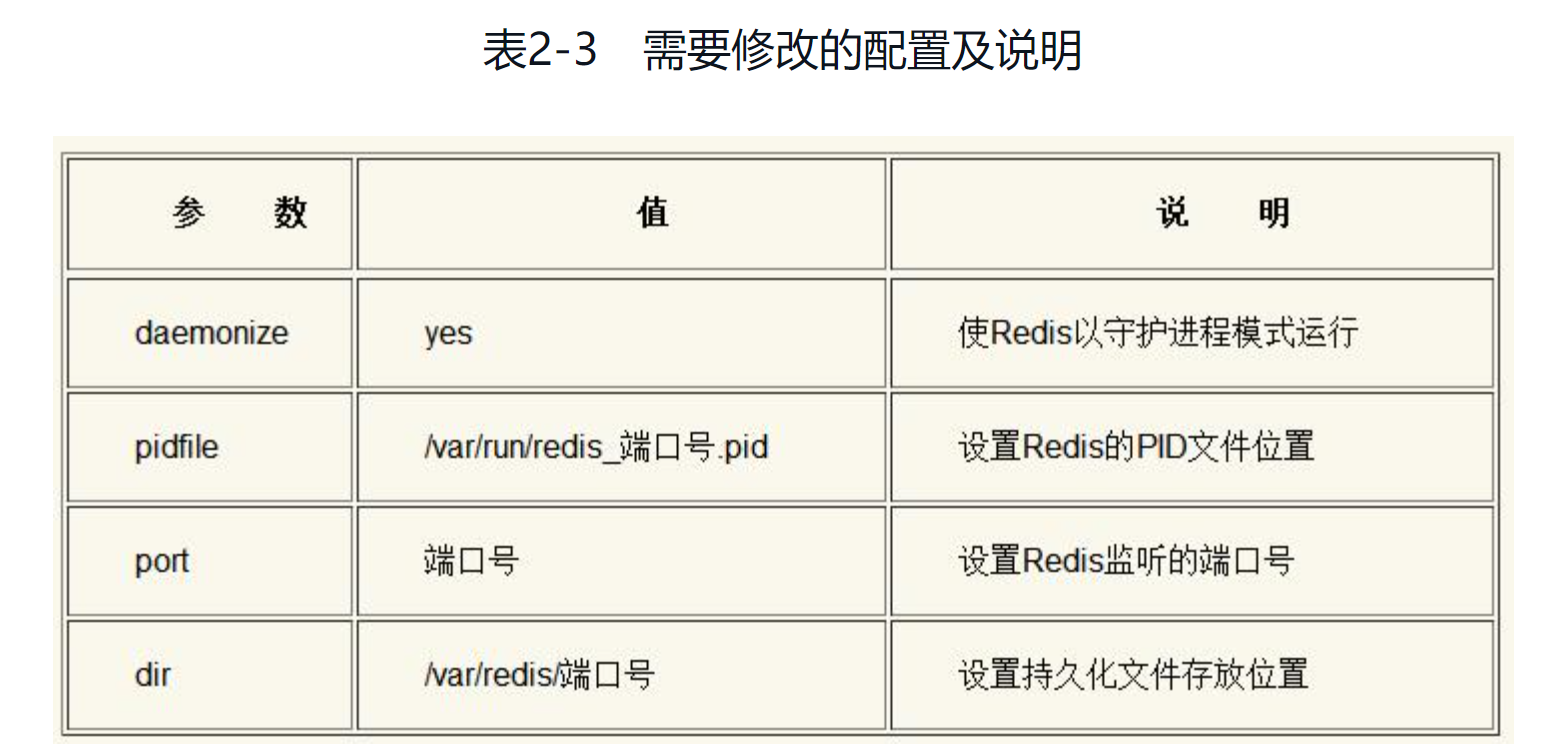 表2-3 需要修改的配置及说明
参 数 值 说 明
daemonize yes 使Redis以守护进程模式运行
pidfile /var/run/redis_端口号.pid 设置Redis的PID文件位置
port 端口号 设置Redis监听的端口号
dir /var/redis/端口号 设置持久化文件存放位置